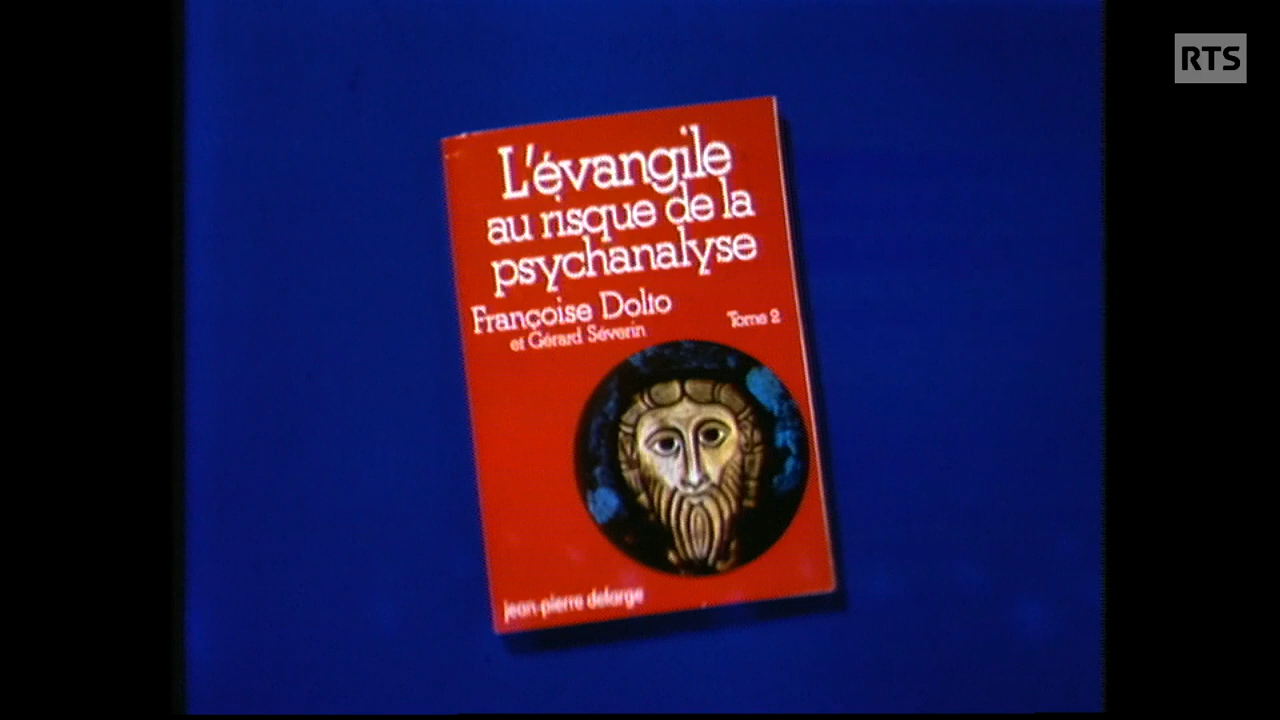 RTS
L'évangile
au risque de la
psychanalyse
Françoise Dolto
et Gérard Séverin
Tome 2
jean-pierre delarge